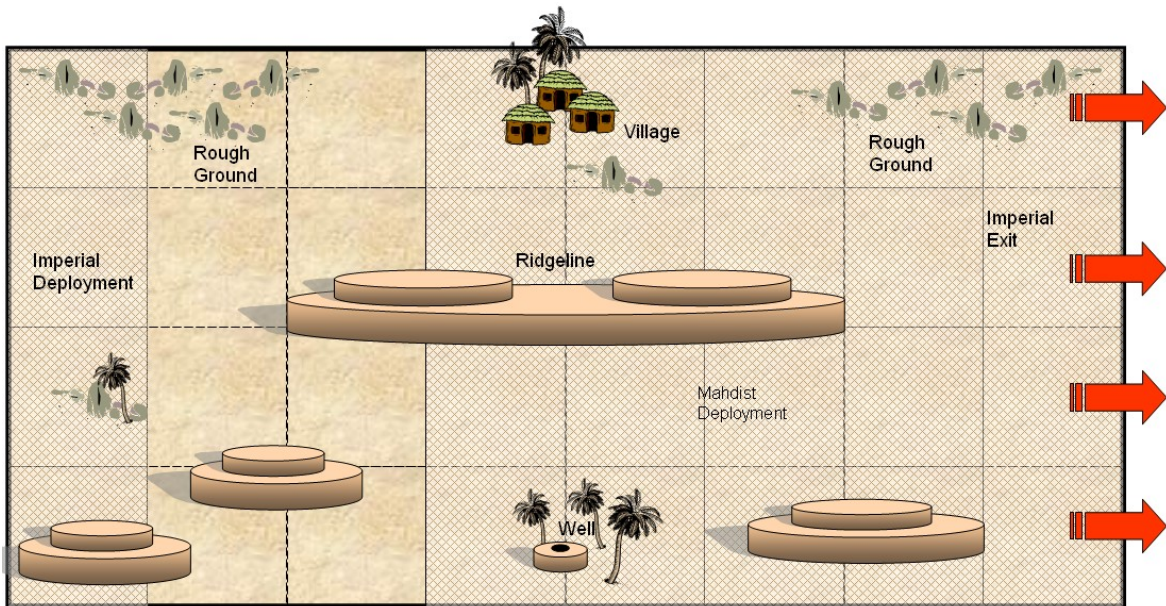 Village
Rough
Ground
Rough
Ground
Imperial
Exit
Imperial
Deployment
Ridgeline
Mahdist
Deployment
Well